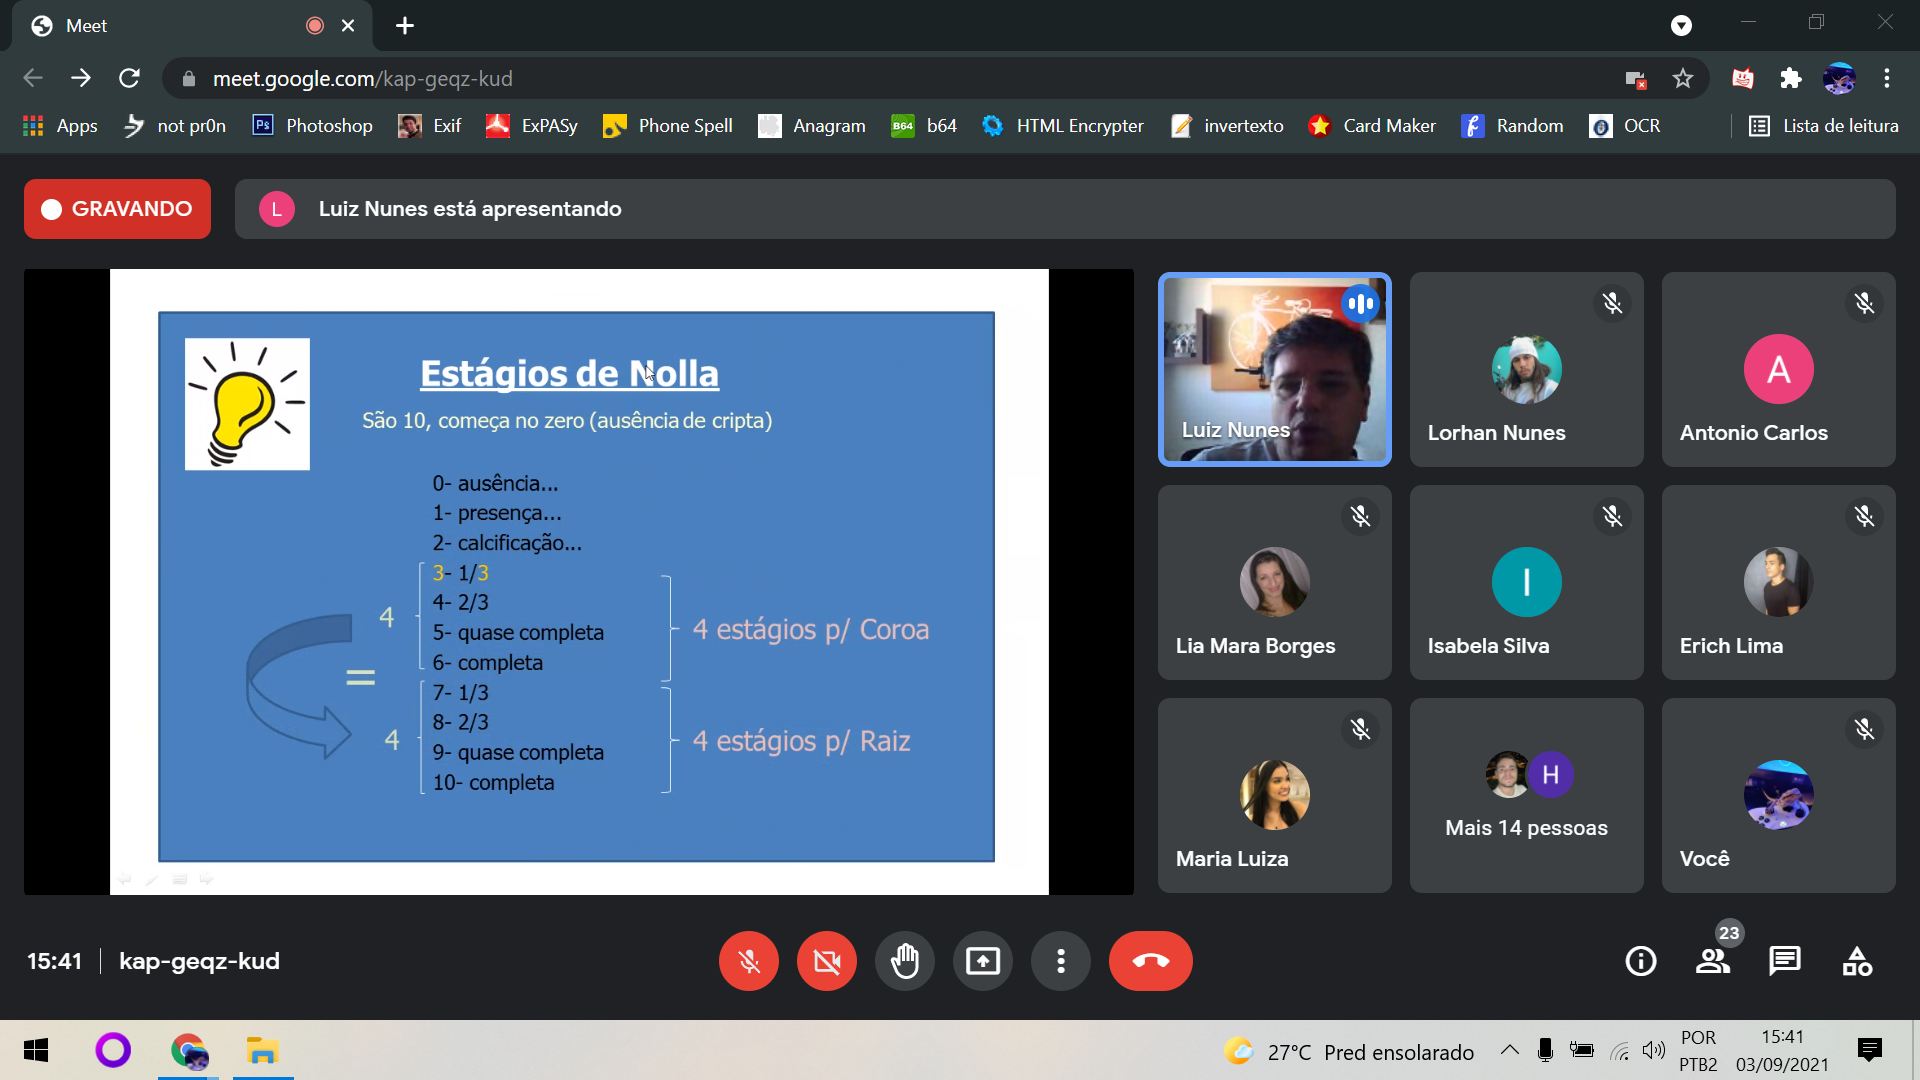 Meet
meet.google.com/kap-geqz-kud
Apps
not pr0n
Ps
Photoshop
Exif
ExPASy
Phone Spell
Anagram
B64
b64
HTML Encrypter
invertexto
Card Maker
Random
OCR
Lista de leitura
GRAVANDO
L
Luiz Nunes está apresentando
Estágios de Nolla
São 10, começa no zero (ausência de cripta)
0- ausência...
1- presença...
2- calcificação...
3- 1/3
4- 2/3
5- quase completa
6- completa
7- 1/3
8- 2/3
9- quase completa
10- completa
4
=
4
4 estágios p/ Coroa
4 estágios p/ Raiz
Luiz Nunes
Lorhan Nunes
A
Antonio Carlos
Lia Mara Borges
I
Isabela Silva
Erich Lima
Maria Luiza
H
Mais 14 pessoas
Você
15:41
kap-geqz-kud
23
27°C Pred ensolarado
POR
PTB2
15:41
03/09/2021